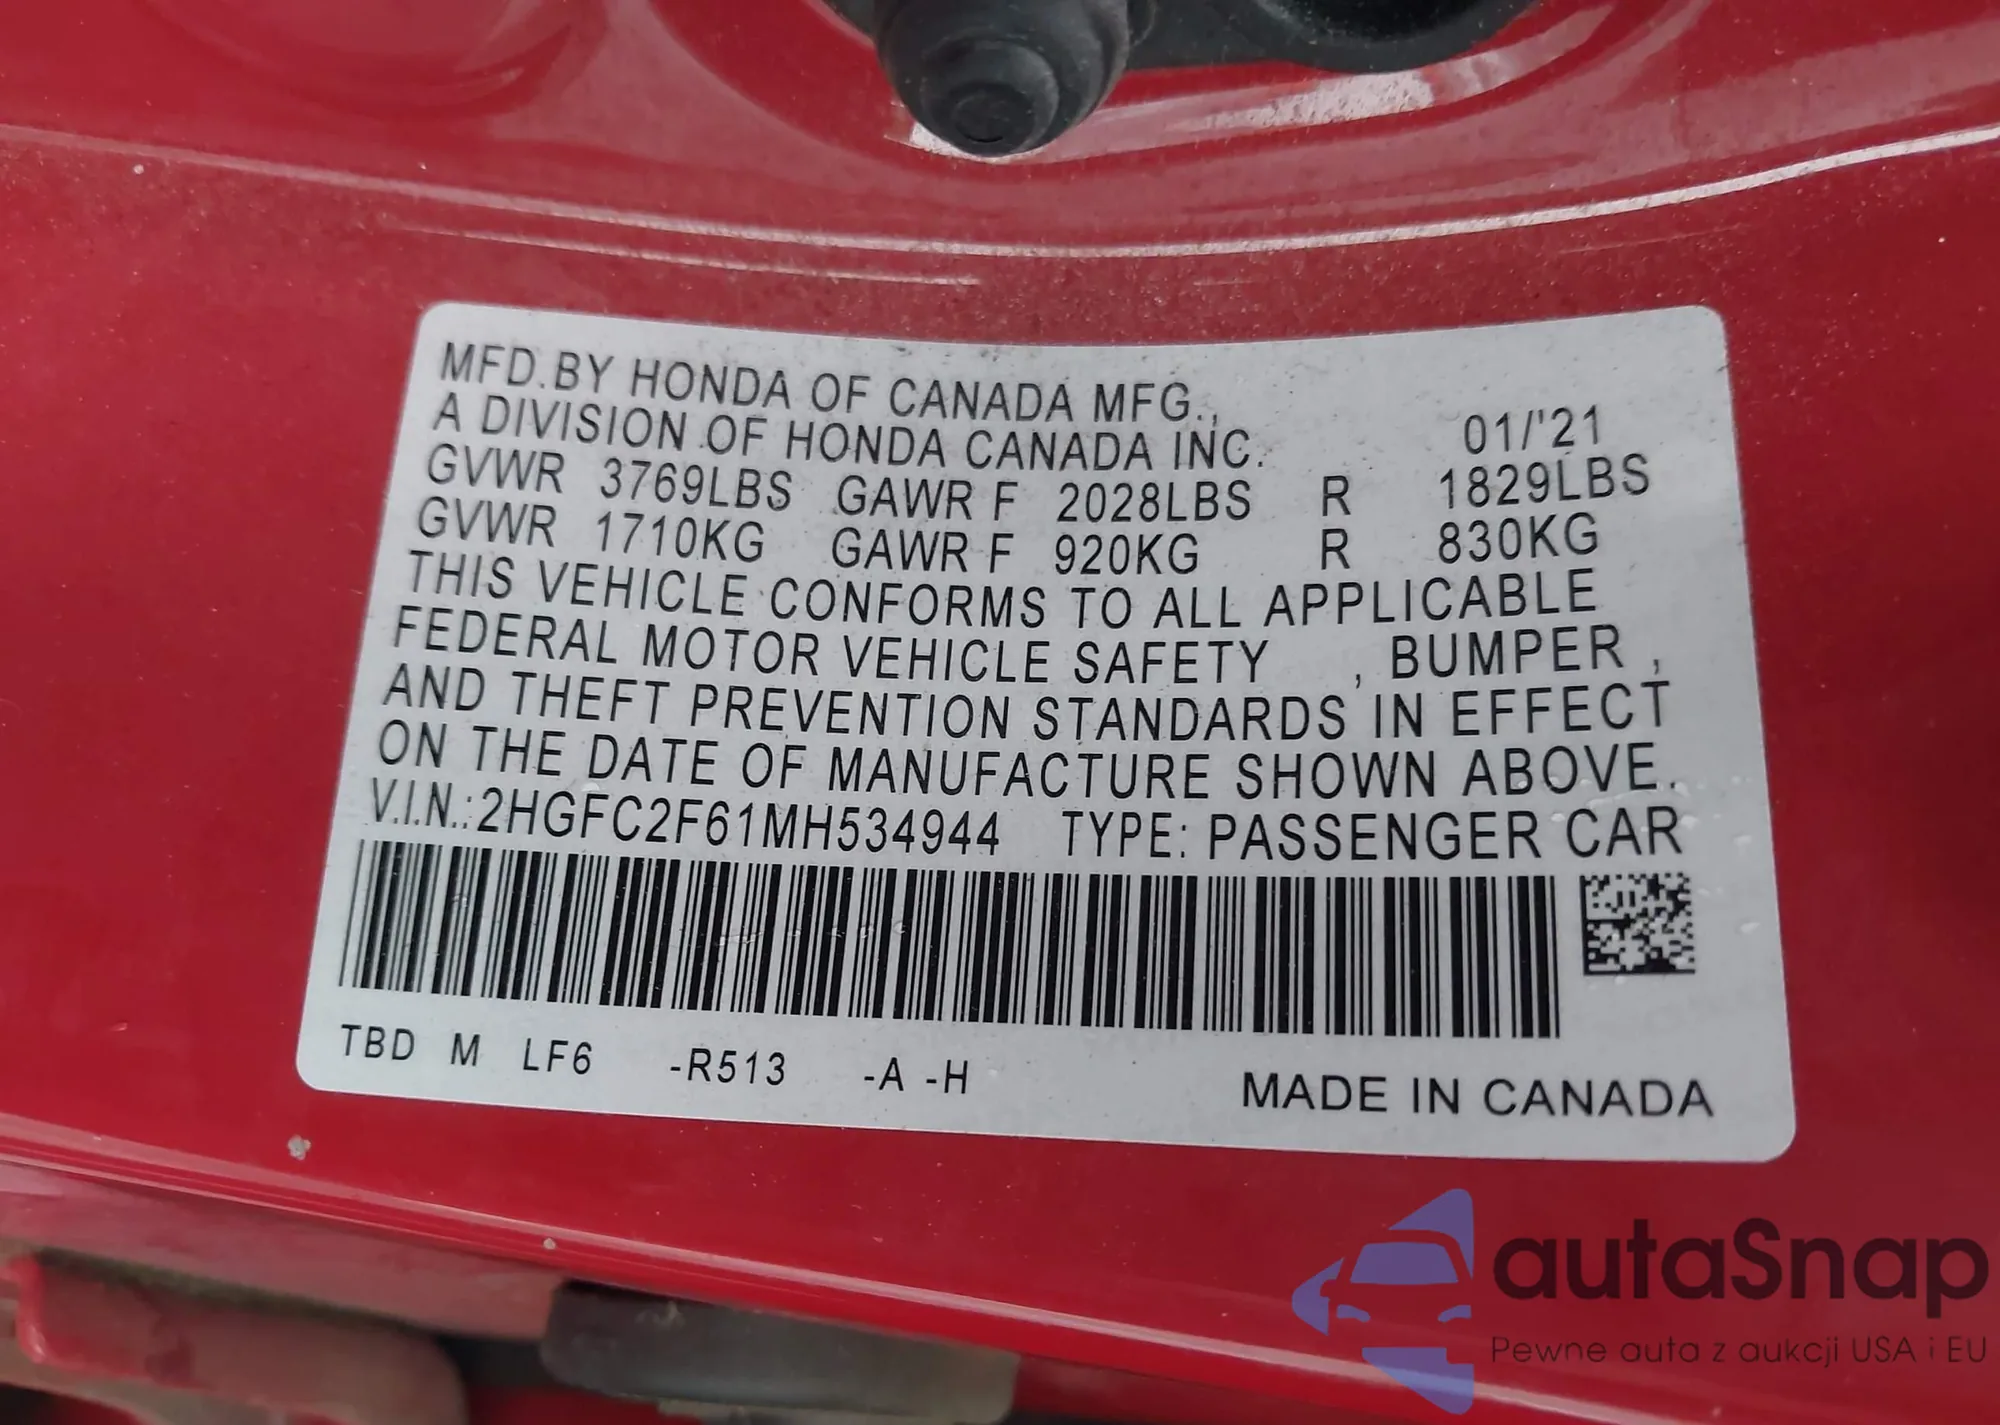 MFD.BY HONDA OF CANADA MFG.,
A DIVISION OF HONDA CANADA INC. 01/'21
GVWR 3769LBS GAWR F 2028LBS R 1829LBS
GVWR 1710KG GAWR F 920KG R 830KG
THIS VEHICLE CONFORMS TO ALL APPLICABLE
FEDERAL MOTOR VEHICLE SAFETY , BUMPER ,
AND THEFT PREVENTION STANDARDS IN EFFECT
ON THE DATE OF MANUFACTURE SHOWN ABOVE.
V.I.N.:2HGFC2F61MH534944 TYPE: PASSENGER CAR
TBD M LF6 -R513 -A -H
MADE IN CANADA
autaSnap
Pewne auta z aukcji USA i EU